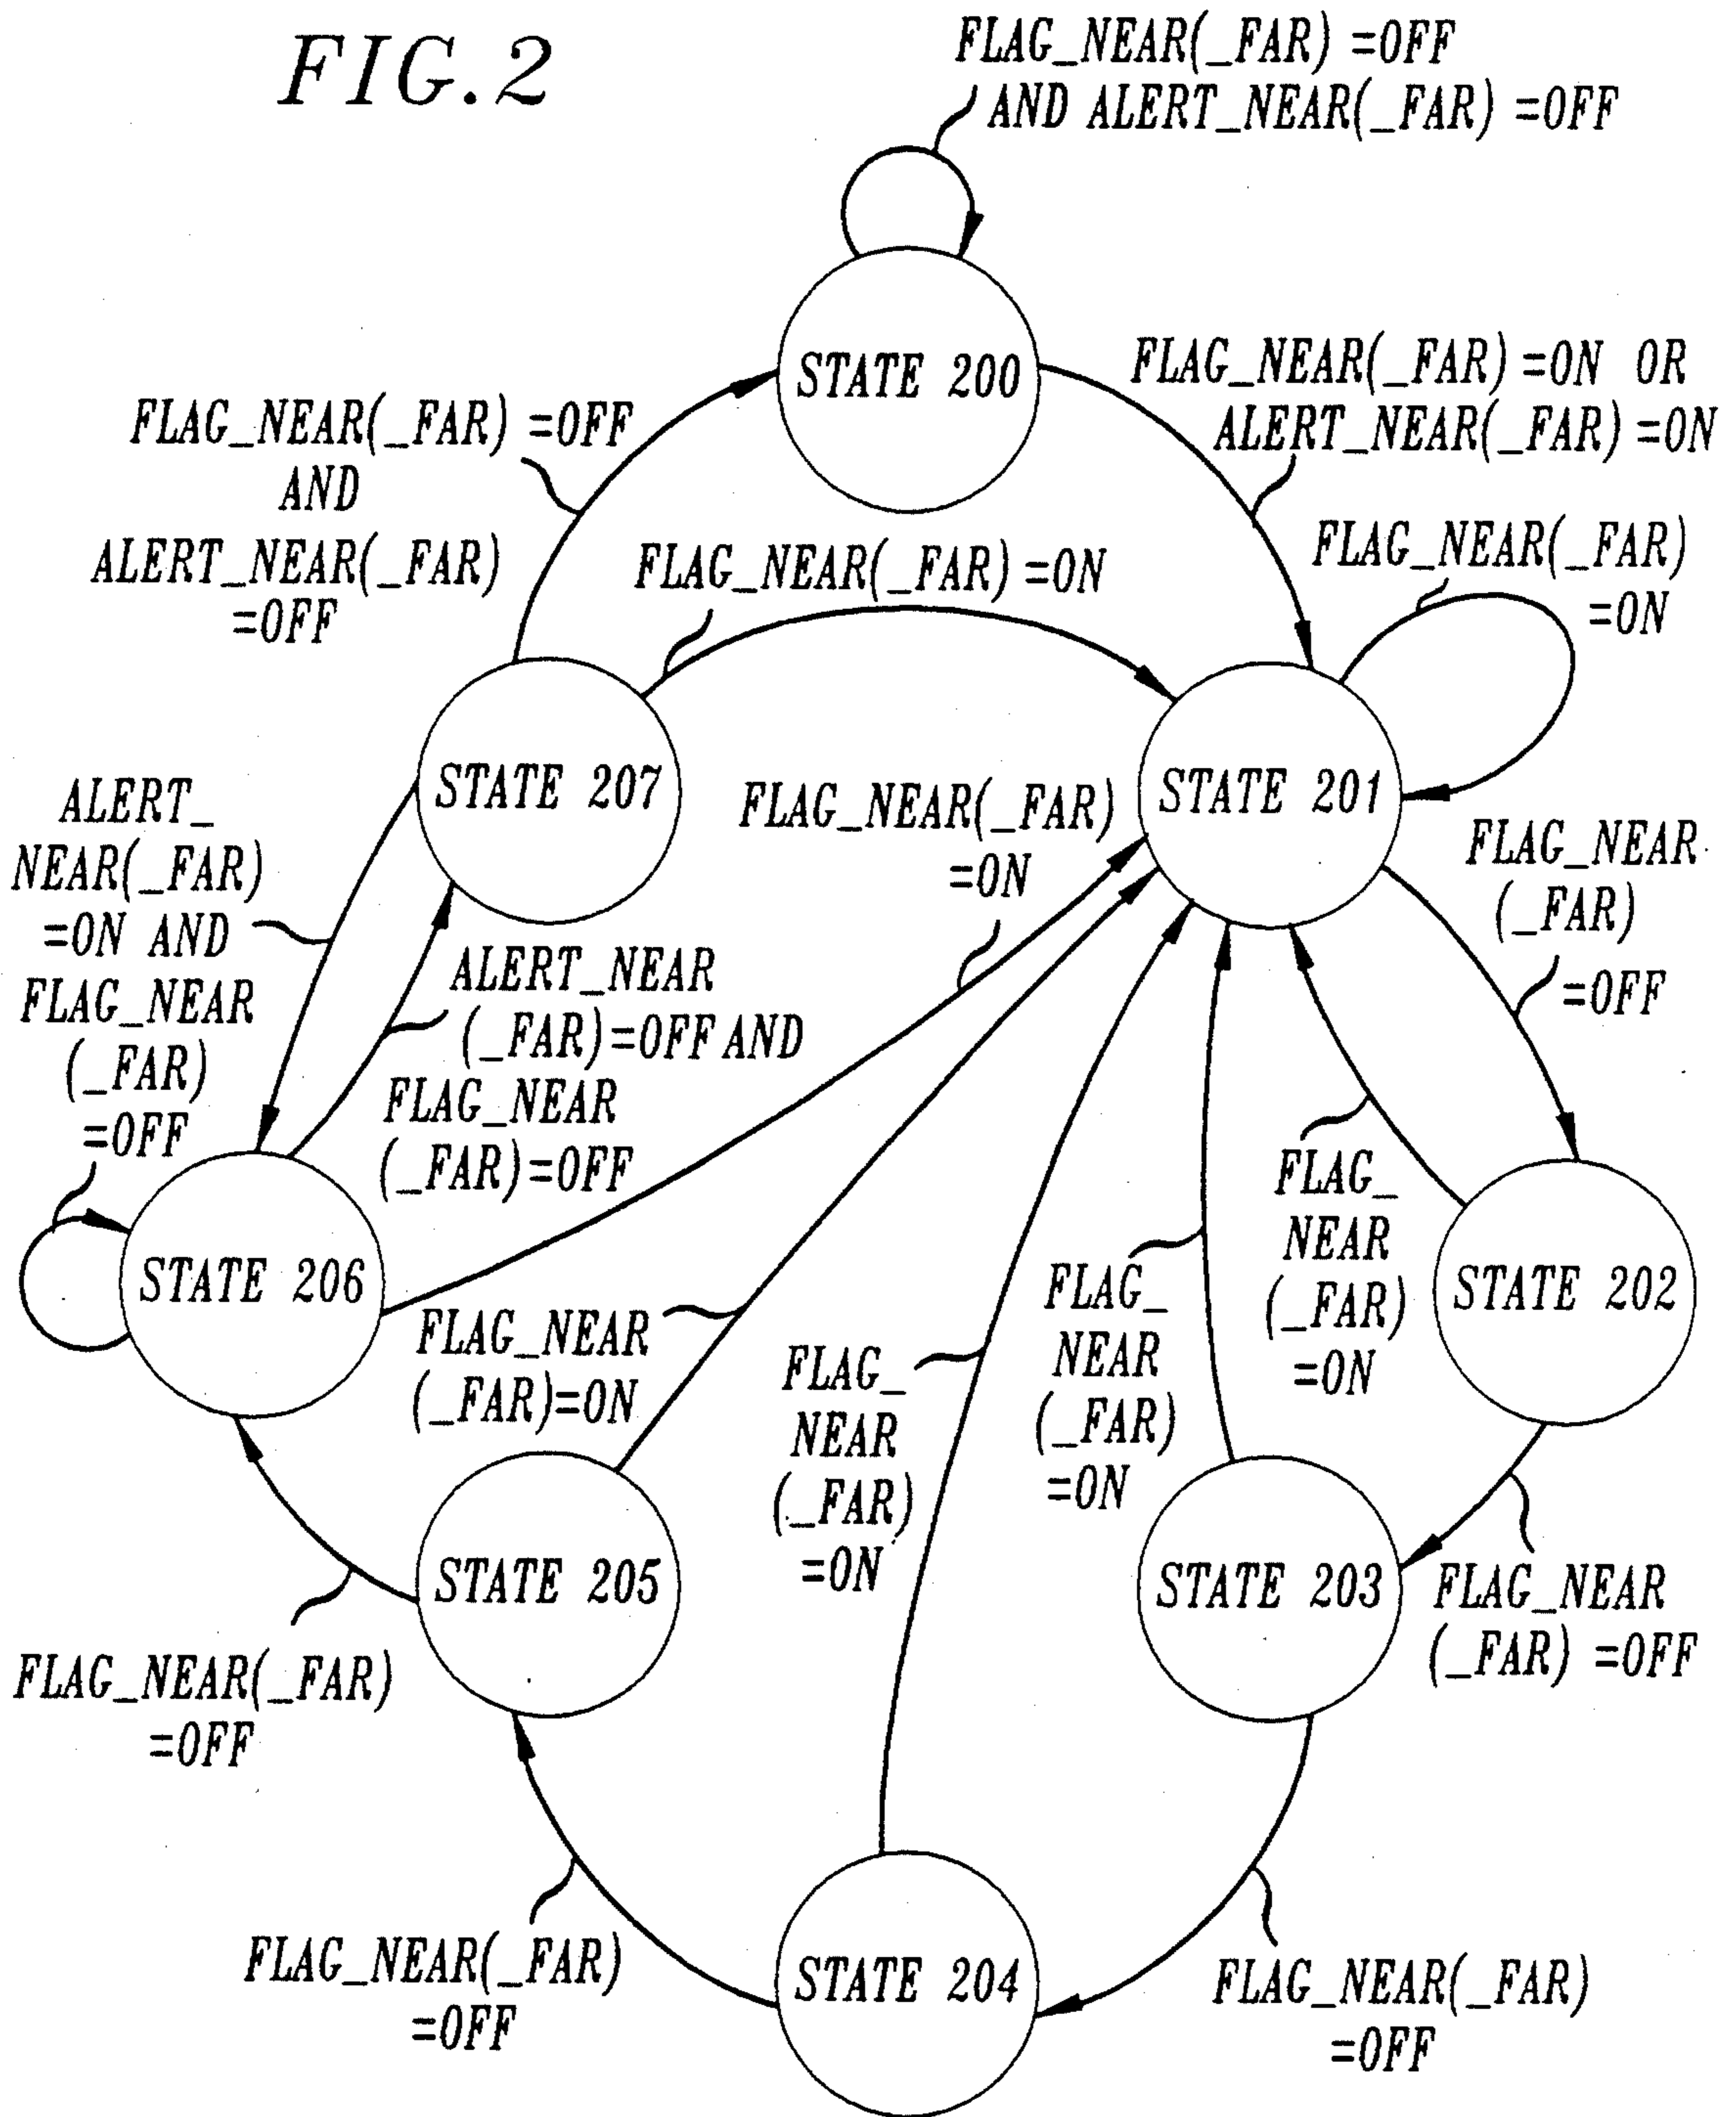 FIG.2
FLAG_NEAR(_FAR) =OFF
AND ALERT_NEAR(_FAR) =OFF
STATE 200
FLAG_NEAR(_FAR) =ON OR
ALERT_NEAR(_FAR) =ON
FLAG_NEAR(_FAR) =OFF
AND
ALERT_NEAR(_FAR)
=OFF
FLAG_NEAR(_FAR) =ON
FLAG_NEAR(_FAR)
=ON
STATE 207
STATE 201
FLAG_NEAR(_FAR)
=ON
ALERT_
NEAR(_FAR)
=ON AND
FLAG_NEAR
(_FAR)
=OFF
ALERT_NEAR
(_FAR)=OFF AND
FLAG_NEAR
(_FAR)=OFF
FLAG_NEAR
(_FAR)
=OFF
STATE 206
FLAG_NEAR
(_FAR)=ON
FLAG_
NEAR
(_FAR)
=ON
FLAG_
NEAR
(_FAR)
=ON
FLAG_
NEAR
(_FAR)
=ON
STATE 202
STATE 205
STATE 203
FLAG_NEAR
(_FAR) =OFF
FLAG_NEAR(_FAR)
=OFF
FLAG_NEAR(_FAR)
=OFF
STATE 204
FLAG_NEAR(_FAR)
=OFF